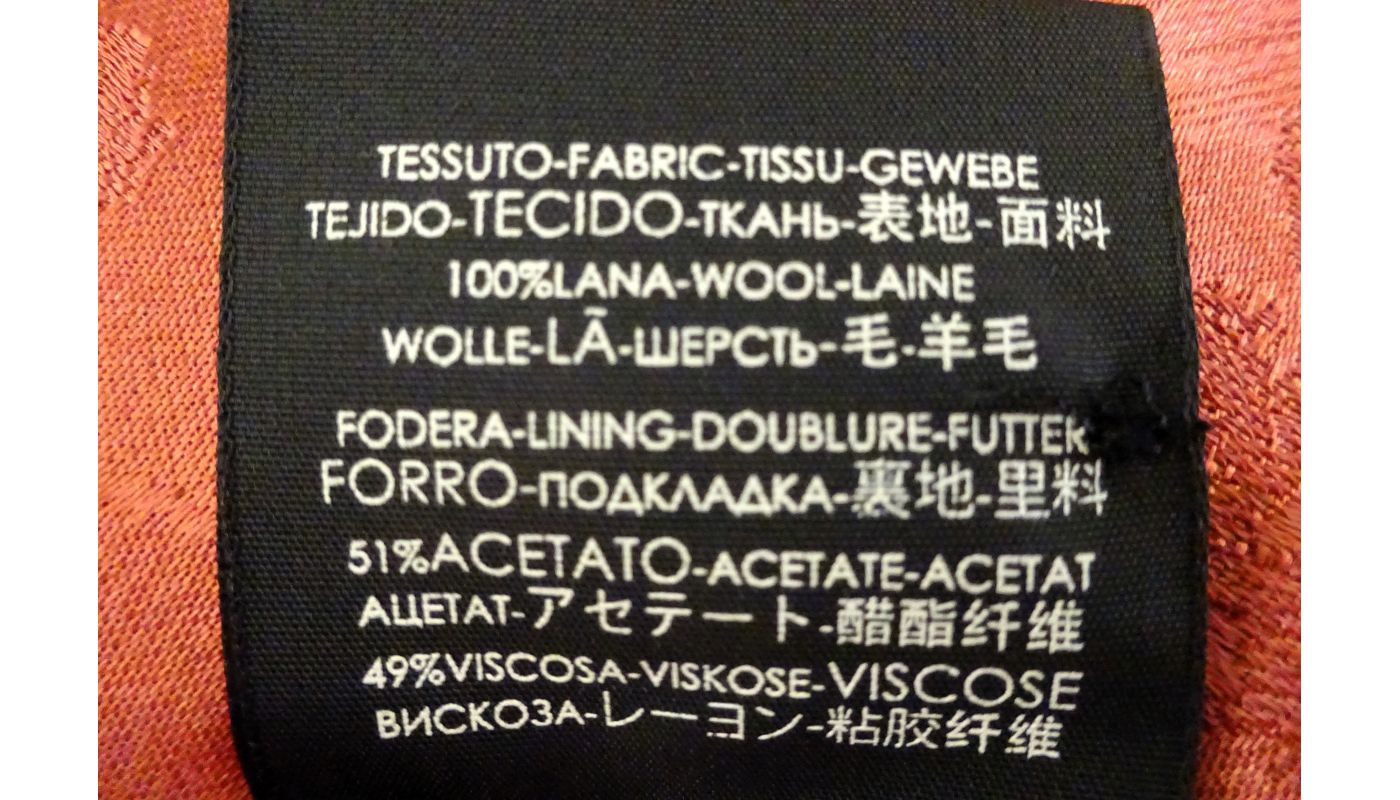 TESSUTO-FABRIC-TISSU-GEWEBE
TEJIDO-TECIDO-ТКАНЬ-表地-面料
100%LANA-WOOL-LAINE
WOLLE-LÃ-ШЕРСТЬ-毛-羊毛
FODERA-LINING-DOUBLURE-FUTTER
FORRO-ПОДКЛАДКА-裏地-里料
51%ACETATO-ACETATE-ACETAT
АЦЕТАТ-アセテート-醋酯纤维
49%VISCOSA-VISKOSE-VISCOSE
ВИСКОЗА-レーヨン-粘胶纤维